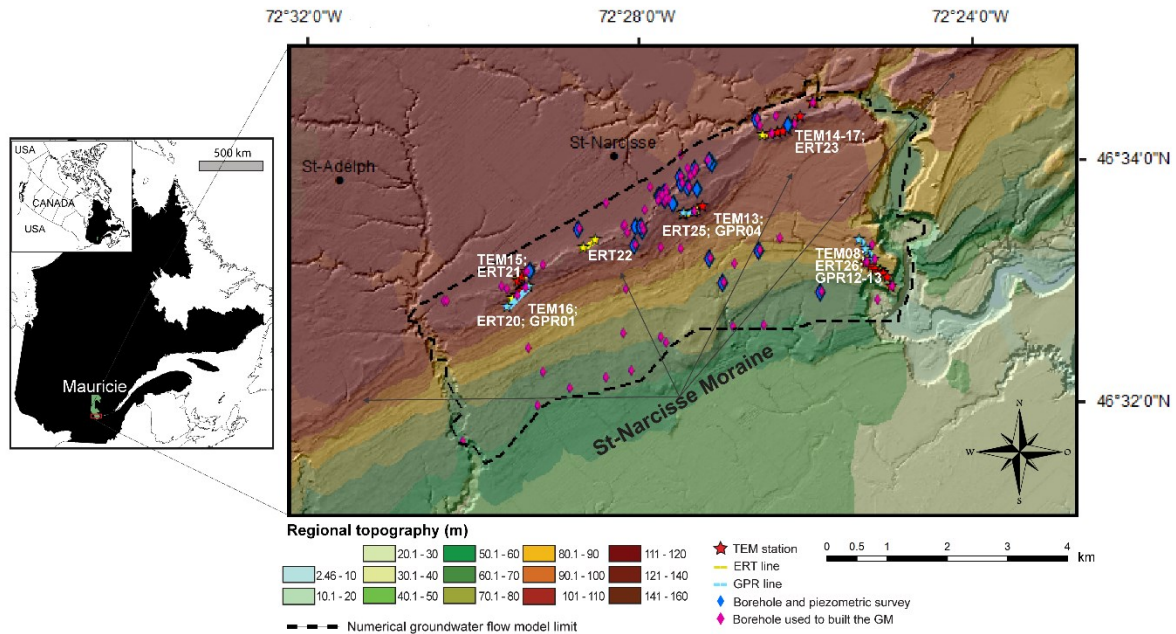 72°32'0"W
72°28'0"W
72°24'0"W
USA
CANADA
USA
500 km
Mauricie
St-Adelph
St-Narcisse
TEM14-17;
ERT23
46°34'0"N
TEM13;
ERT25; GPR04
ERT22
TEM15;
ERT21
TEM16;
ERT20; GPR01
TEM08;
ERT26;
GPR12-13
St-Narcisse Moraine
46°32'0"N
N
W
O
S
Regional topography (m)
20.1 - 30
50.1 - 60
80.1 - 90
111 - 120
2.46 - 10
30.1 - 40
60.1 - 70
90.1 - 100
121 - 140
10.1 - 20
40.1 - 50
70.1 - 80
101 - 110
141 - 160
Numerical groundwater flow model limit
TEM station
ERT line
GPR line
Borehole and piezometric survey
Borehole used to built the GM
0 0.5 1 2 3 4
km